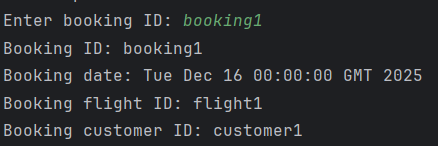 Enter booking ID: booking1
Booking ID: booking1
Booking date: Tue Dec 16 00:00:00 GMT 2025
Booking flight ID: flight1
Booking customer ID: customer1